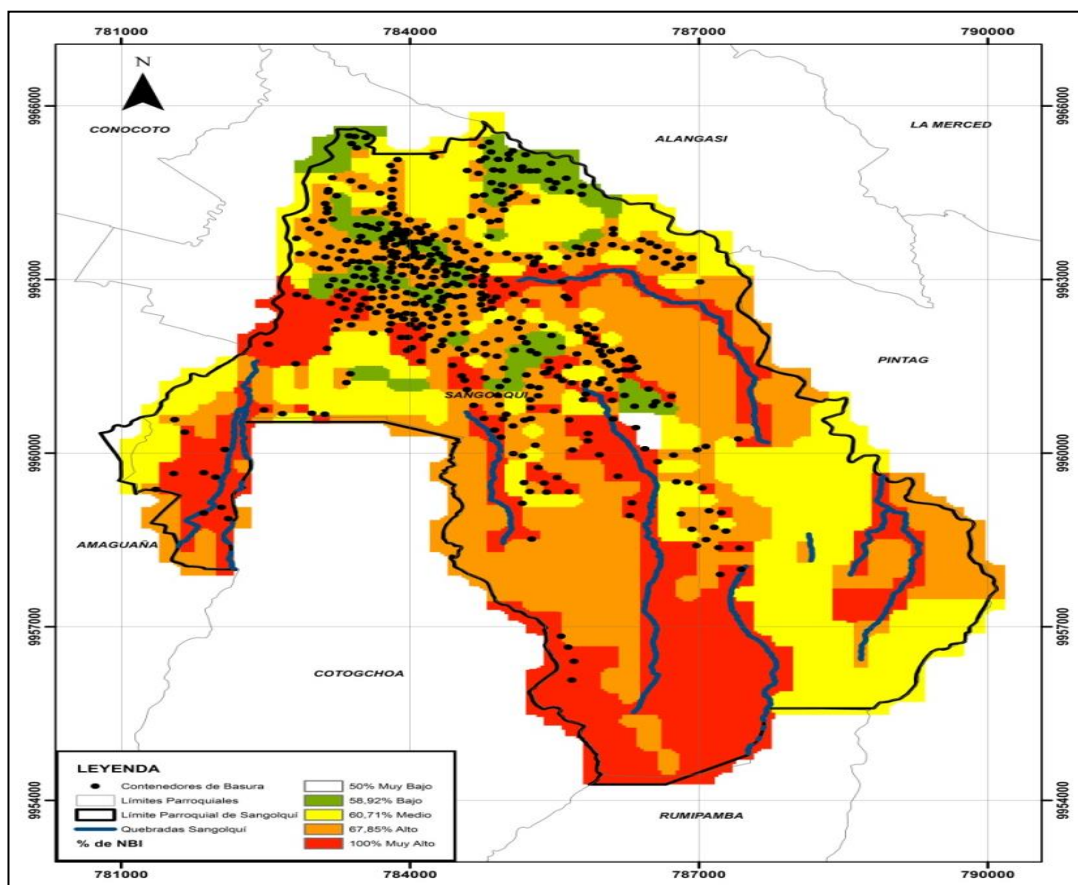 781000 784000 787000 790000
N
9966000 9966000
CONOCOTO
ALANGASI
LA MERCED
9963000 9963000
PINTAG
SANGOLQUI
9960000 9960000
AMAGUAÑA
9957000 9957000
COTOGCHOA
LEYENDA
Contenedores de Basura
Límites Parroquiales
Límite Parroquial de Sangolquí
Quebradas Sangolquí
% de NBI
50% Muy Bajo
58,92% Bajo
60,71% Medio
67,85% Alto
100% Muy Alto
9954000 9954000
RUMIPAMBA
781000 784000 787000 790000